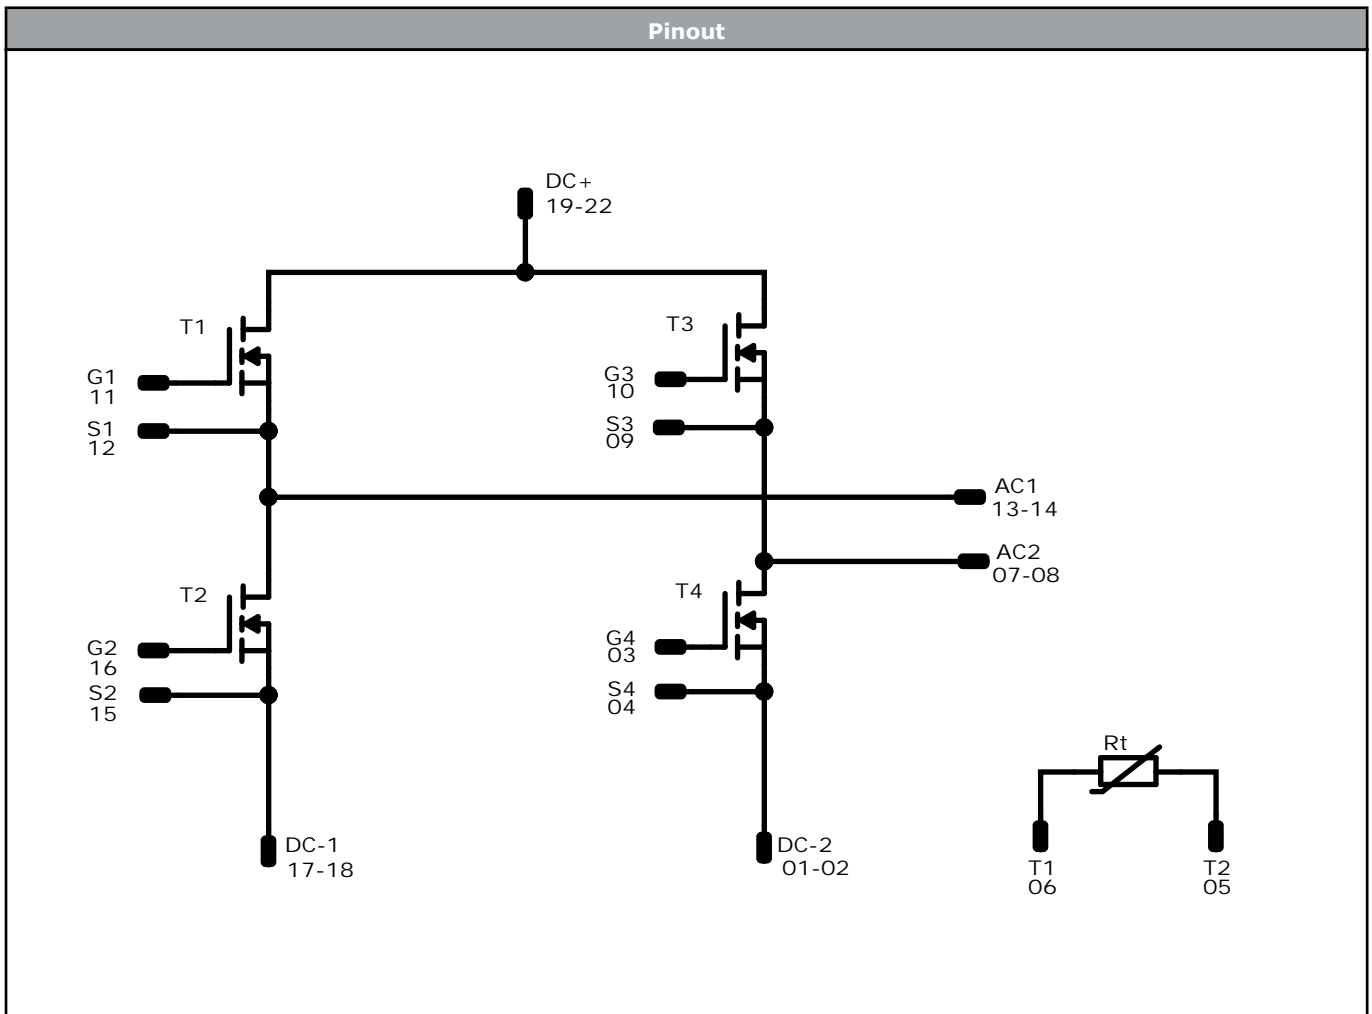 Pinout
DC+
19-22
T1
T3
G1
11
G3
10
S1
12
S3
09
AC1
13-14
AC2
07-08
T2
T4
G2
16
G4
03
S2
15
S4
04
Rt
DC-1
17-18
DC-2
01-02
T1
06
T2
05